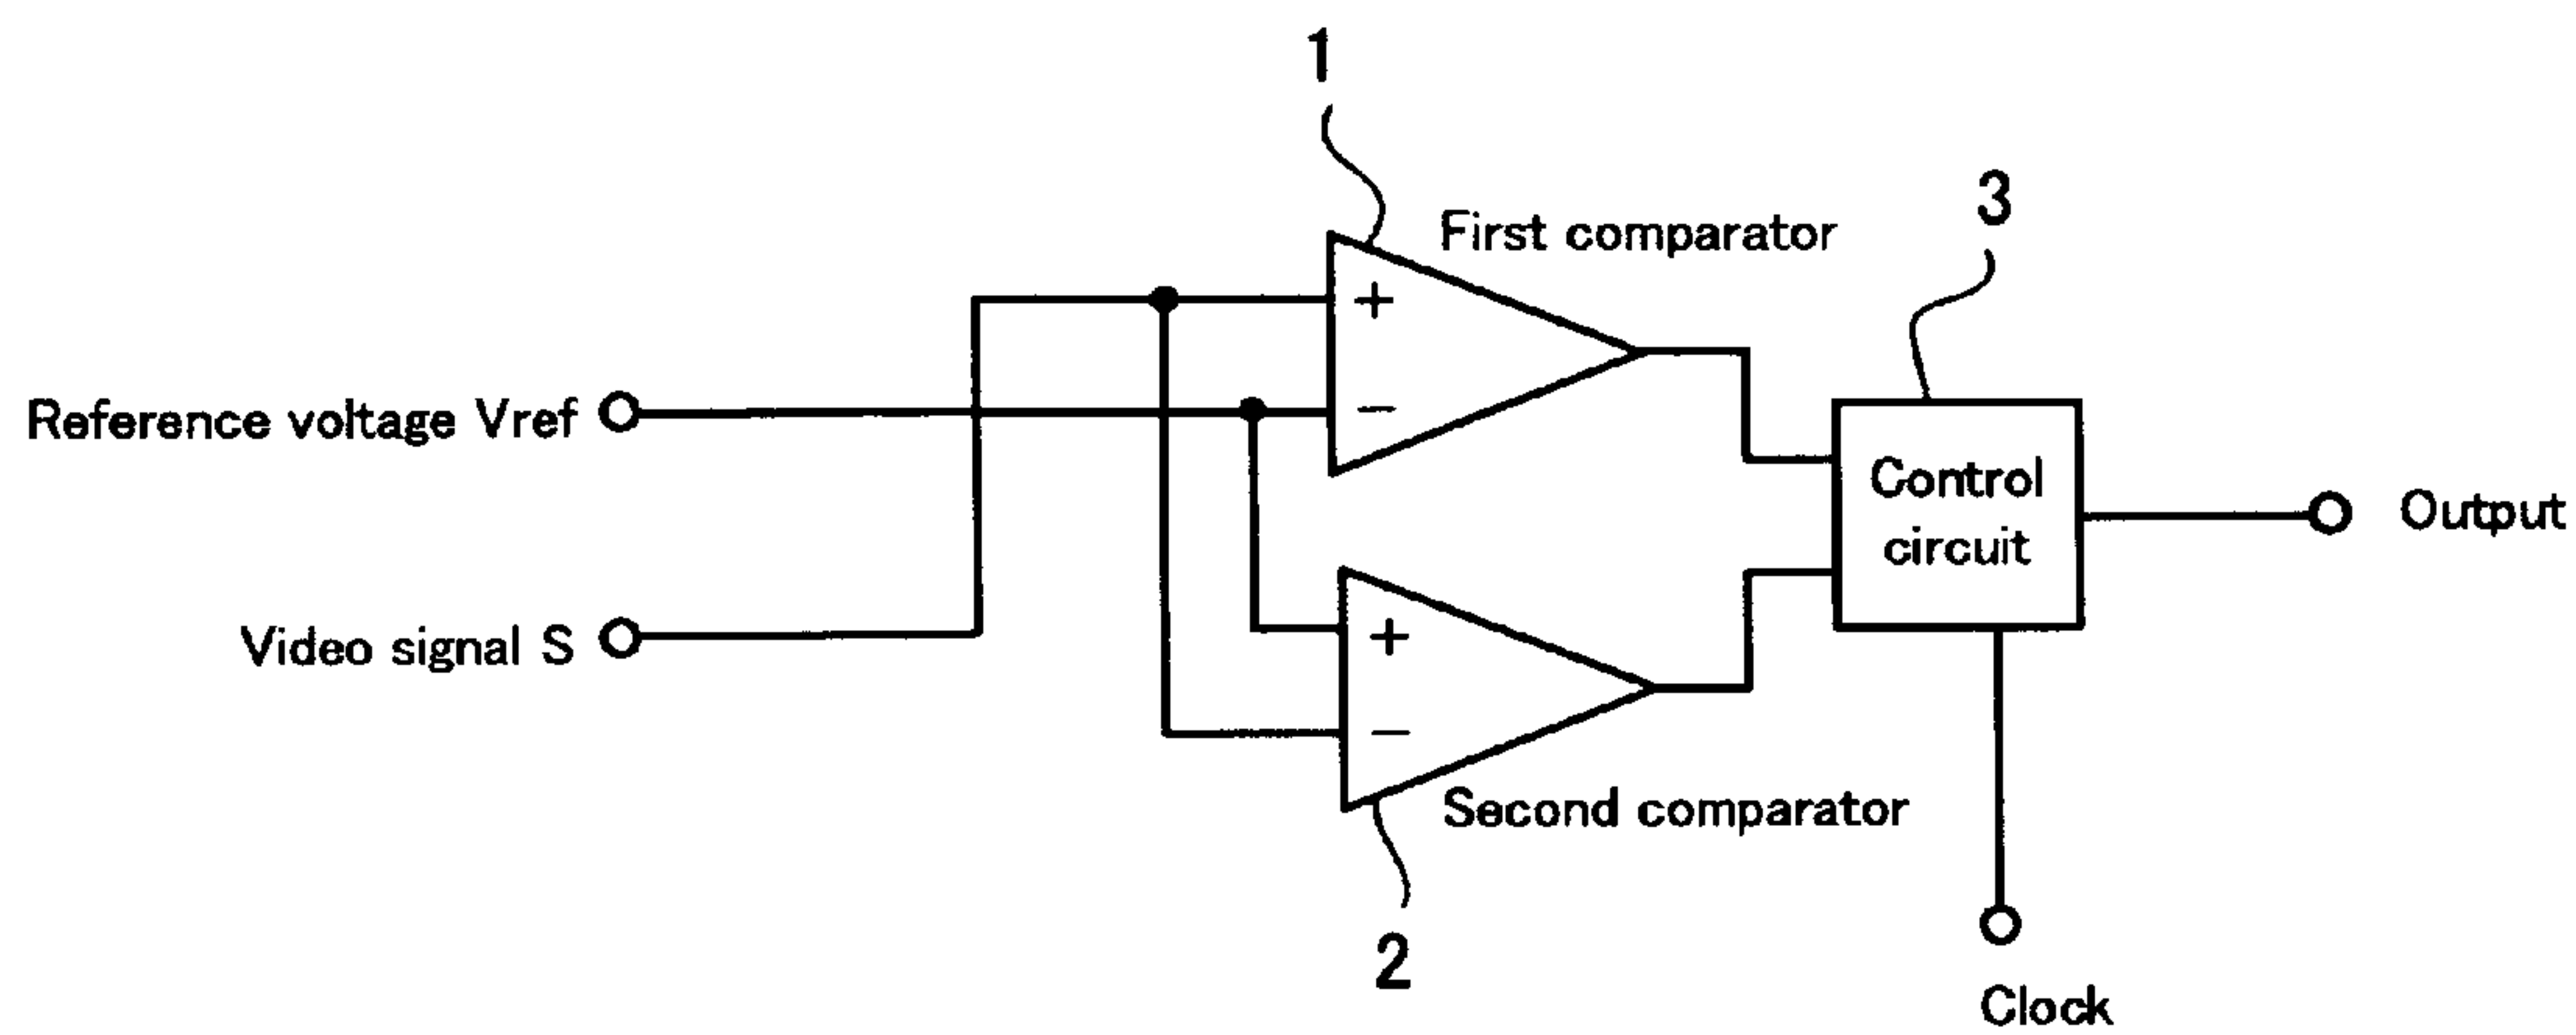 1
First comparator
3
+
−
Reference voltage Vref
Control
circuit
Output
Video signal S
+
−
Second comparator
2
Clock